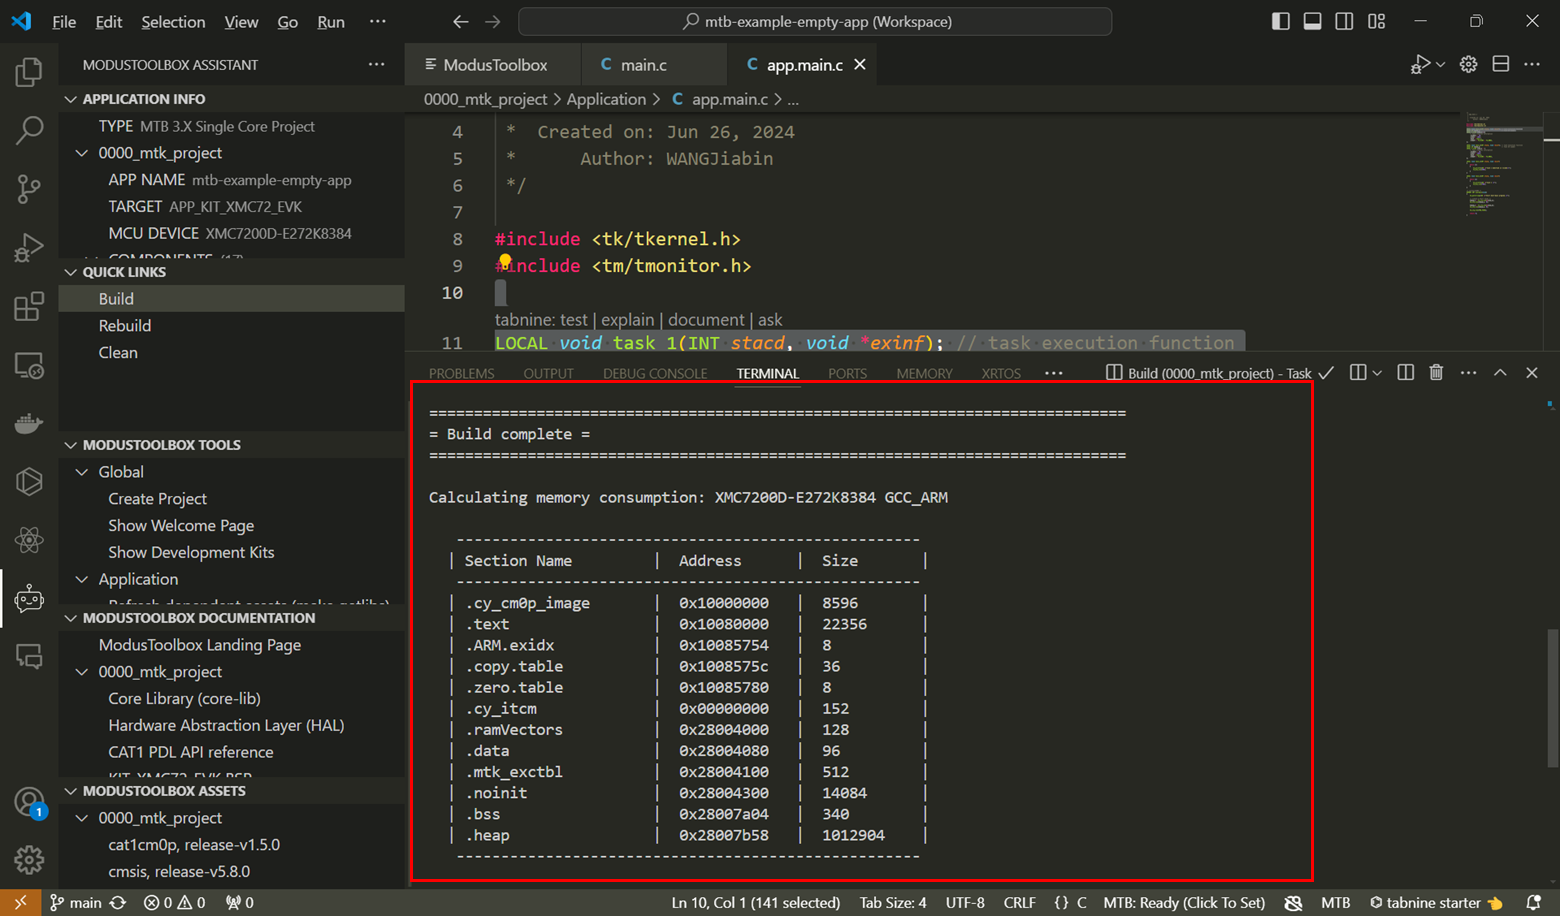 File Edit Selection View Go Run ··· mtb-example-empty-app (Workspace)
MODUSTOOLBOX ASSISTANT ···
APPLICATION INFO
TYPE MTB 3.X Single Core Project
0000_mtk_project
APP NAME mtb-example-empty-app
TARGET APP_KIT_XMC72_EVK
MCU DEVICE XMC7200D-E272K8384
COMPONENTS (17)
QUICK LINKS
Build
Rebuild
Clean
MODUSTOOLBOX TOOLS
Global
Create Project
Show Welcome Page
Show Development Kits
Application
Refresh dependent assets (make getlibs)
MODUSTOOLBOX DOCUMENTATION
ModusToolbox Landing Page
0000_mtk_project
Core Library (core-lib)
Hardware Abstraction Layer (HAL)
CAT1 PDL API reference
KIT_XMC72_EVK BSP
MODUSTOOLBOX ASSETS
0000_mtk_project
cat1cm0p, release-v1.5.0
cmsis, release-v5.8.0
1
ModusToolbox C main.c C app.main.c
0000_mtk_project > Application > C app.main.c > ...
4 * Created on: Jun 26, 2024
5 * Author: WANGJiabin
6 */
7
8 #include <tk/tkernel.h>
9 #include <tm/tmonitor.h>
10
tabnine: test | explain | document | ask
11 LOCAL void task_1(INT stacd, void *exinf); // task execution function
PROBLEMS OUTPUT DEBUG CONSOLE TERMINAL PORTS MEMORY XRTOS ··· Build (0000_mtk_project) - Task
==============================================================================
= Build complete =
==============================================================================
Calculating memory consumption: XMC7200D-E272K8384 GCC_ARM
----------------------------------------------------
| Section Name | Address | Size |
----------------------------------------------------
| .cy_cm0p_image | 0x10000000 | 8596 |
| .text | 0x10080000 | 22356 |
| .ARM.exidx | 0x10085754 | 8 |
| .copy.table | 0x1008575c | 36 |
| .zero.table | 0x10085780 | 8 |
| .cy_itcm | 0x00000000 | 152 |
| .ramVectors | 0x28004000 | 128 |
| .data | 0x28004080 | 96 |
| .mtk_exctbl | 0x28004100 | 512 |
| .noinit | 0x28004300 | 14084 |
| .bss | 0x28007a04 | 340 |
| .heap | 0x28007b58 | 1012904 |
----------------------------------------------------
main 0 0 0 Ln 10, Col 1 (141 selected) Tab Size: 4 UTF-8 CRLF {} C MTB: Ready (Click To Set) MTB tabnine starter